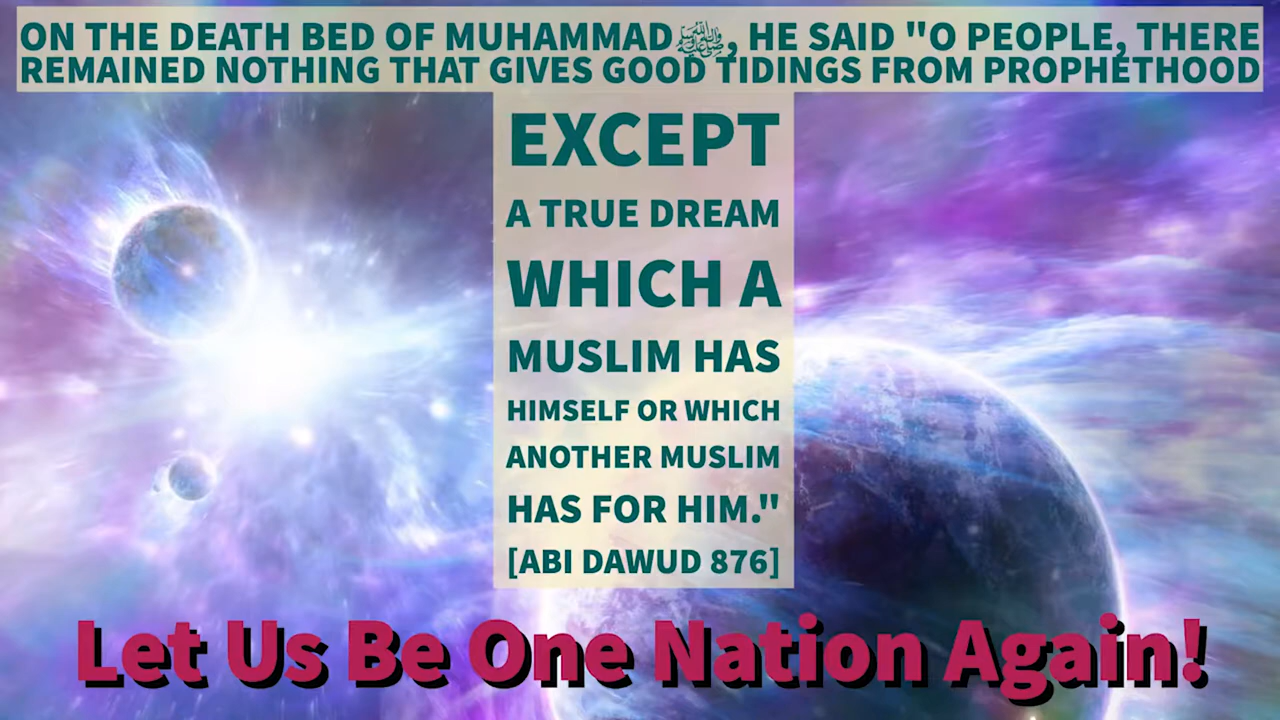 ON THE DEATH BED OF MUHAMMADﷺ, HE SAID "O PEOPLE, THERE
REMAINED NOTHING THAT GIVES GOOD TIDINGS FROM PROPHETHOOD
EXCEPT
A TRUE DREAM
WHICH A
MUSLIM HAS
HIMSELF OR WHICH
ANOTHER MUSLIM
HAS FOR HIM."
[ABI DAWUD 876]
Let Us Be One Nation Again!